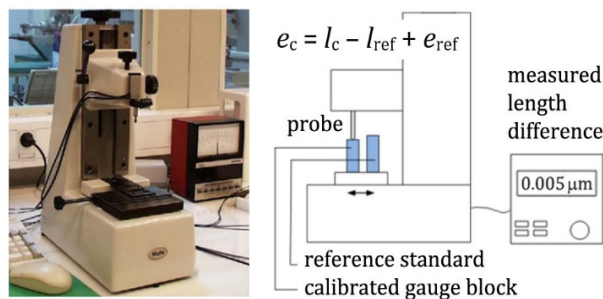 e_c = l_c – l_ref + e_ref
measured
length
difference
probe
0.005 μm
reference standard
calibrated gauge block